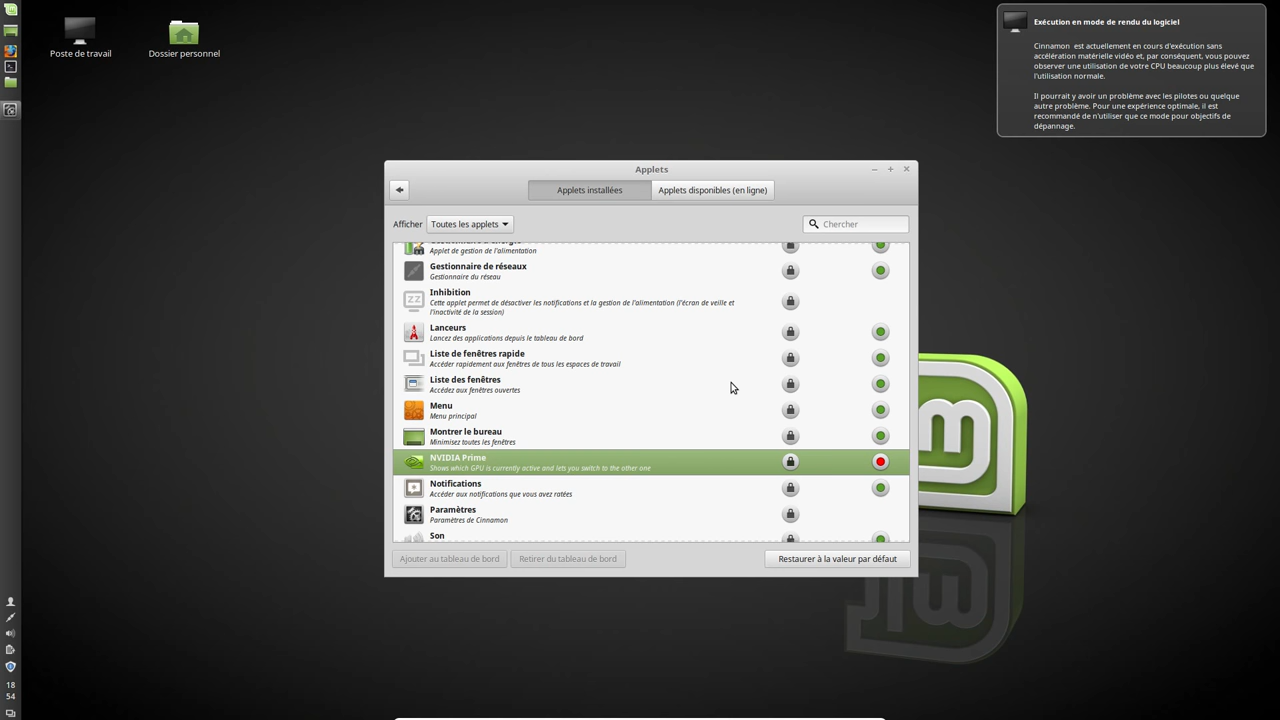 Poste de travail
Dossier personnel
Exécution en mode de rendu du logiciel
Cinnamon est actuellement en cours d'exécution sans
accélération matérielle vidéo et, par conséquent, vous pouvez
observer une utilisation de votre CPU beaucoup plus élevé que
l'utilisation normale.
Il pourrait y avoir un problème avec les pilotes ou quelque
autre problème. Pour une expérience optimale, il est
recommandé de n'utiliser que ce mode pour objectifs de
dépannage.
Applets
Applets installées
Applets disponibles (en ligne)
Afficher
Toutes les applets
Chercher
Applet de gestion de l'alimentation
Gestionnaire de réseaux
Gestionnaire du réseau
Inhibition
Cette applet permet de désactiver les notifications et la gestion de l'alimentation (l'écran de veille et
l'inactivité de la session)
Lanceurs
Lancez des applications depuis le tableau de bord
Liste de fenêtres rapide
Accéder rapidement aux fenêtres de tous les espaces de travail
Liste des fenêtres
Accédez aux fenêtres ouvertes
Menu
Menu principal
Montrer le bureau
Minimisez toutes les fenêtres
NVIDIA Prime
Shows which GPU is currently active and lets you switch to the other one
Notifications
Accéder aux notifications que vous avez ratées
Paramètres
Paramètres de Cinnamon
Son
Ajouter au tableau de bord
Retirer du tableau de bord
Restaurer à la valeur par défaut
18
54